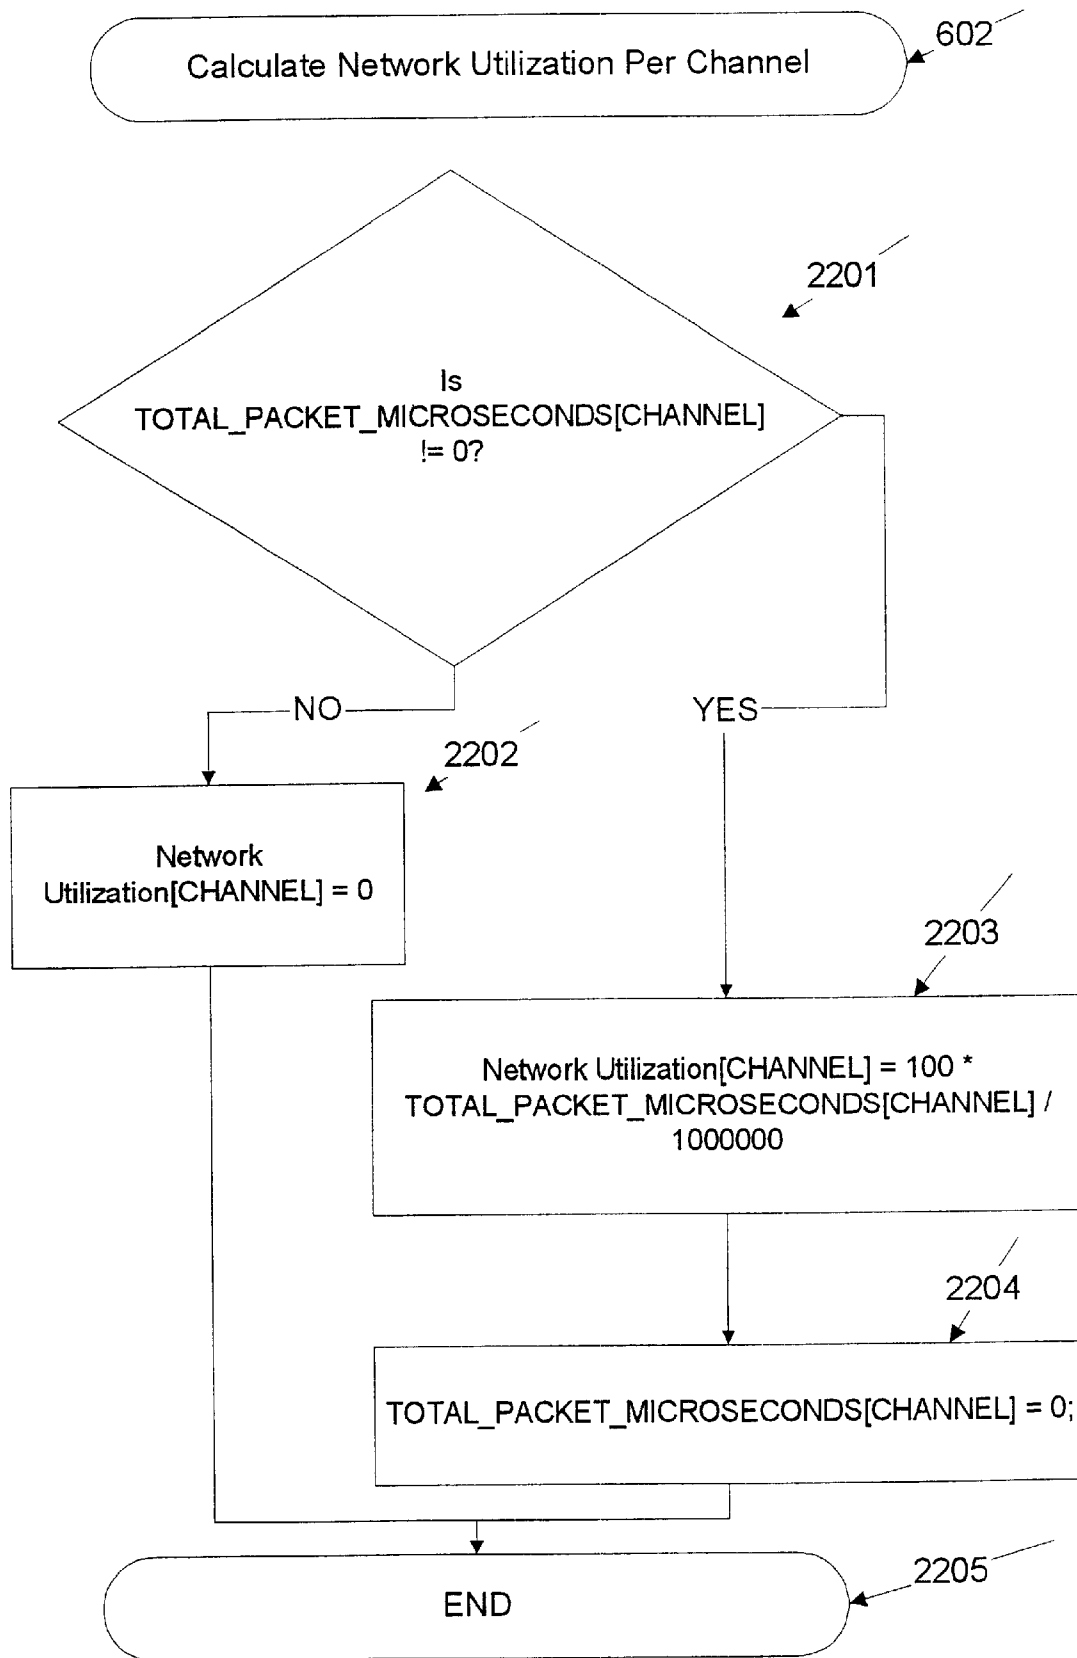 602
Calculate Network Utilization Per Channel
2201
Is
TOTAL_PACKET_MICROSECONDS[CHANNEL]
!= 0?
NO
YES
2202
Network
Utilization[CHANNEL] = 0
2203
Network Utilization[CHANNEL] = 100 *
TOTAL_PACKET_MICROSECONDS[CHANNEL] /
1000000
2204
TOTAL_PACKET_MICROSECONDS[CHANNEL] = 0;
2205
END